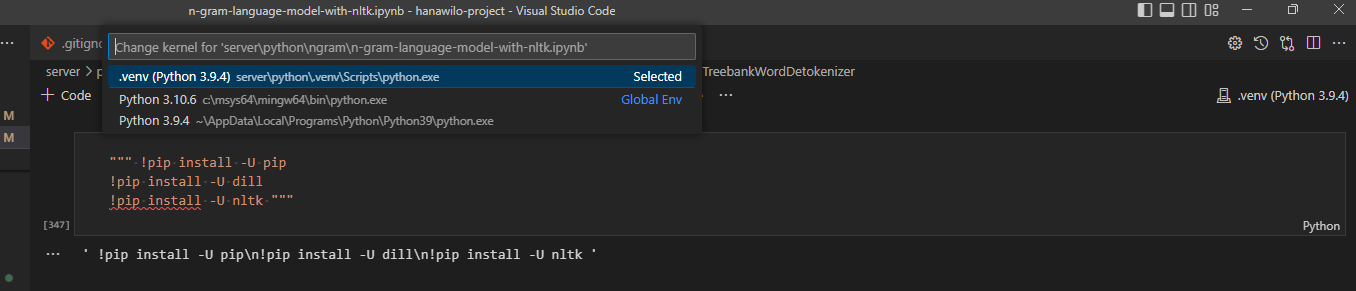 n-gram-language-model-with-nltk.ipynb - hanawilo-project - Visual Studio Code
.gitign
Change kernel for 'server\python\ngram\n-gram-language-model-with-nltk.ipynb'
server > p
.venv (Python 3.9.4) server\python\.venv\Scripts\python.exe Selected
TreebankWordDetokenizer
+ Code
Python 3.10.6 c:\msys64\mingw64\bin\python.exe Global Env
... .venv (Python 3.9.4)
Python 3.9.4 ~\AppData\Local\Programs\Python\Python39\python.exe
M
M
""" !pip install -U pip
!pip install -U dill
!pip install -U nltk """
[347] Python
... ' !pip install -U pip\n!pip install -U dill\n!pip install -U nltk '